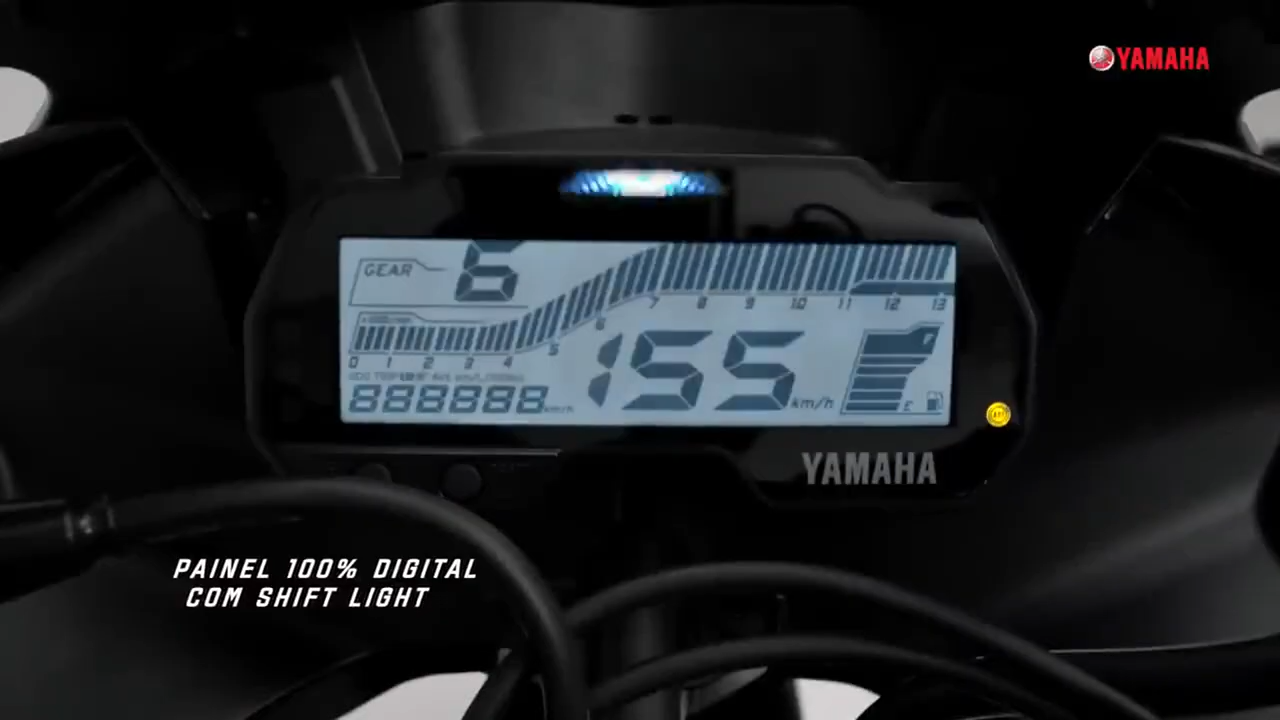 YAMAHA
GEAR 6
7 8 9 10 11 12 13
6
5
0 1 2 3 4
155 km/h
888888 km/h
F
E
YAMAHA
PAINEL 100% DIGITAL
COM SHIFT LIGHT